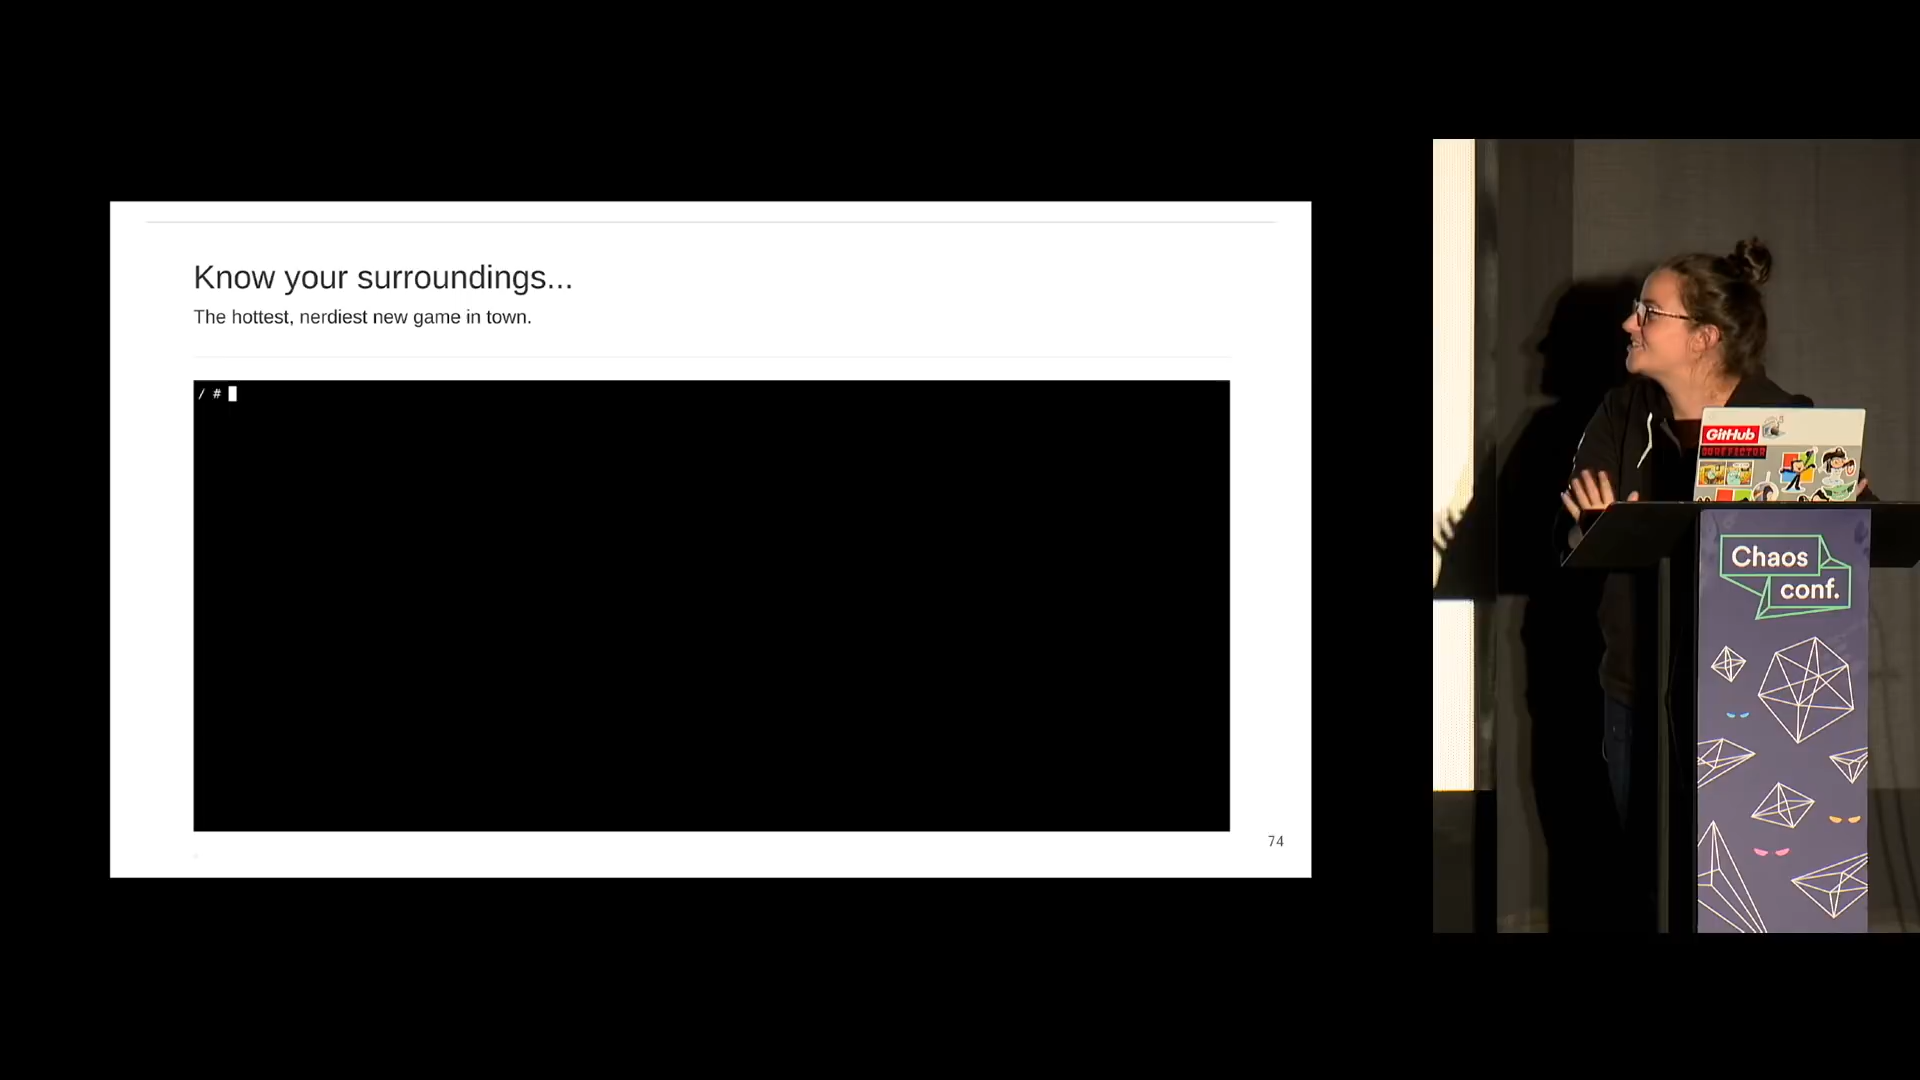 Know your surroundings...
The hottest, nerdiest new game in town.
/ #
74
GitHub
Chaos
conf.